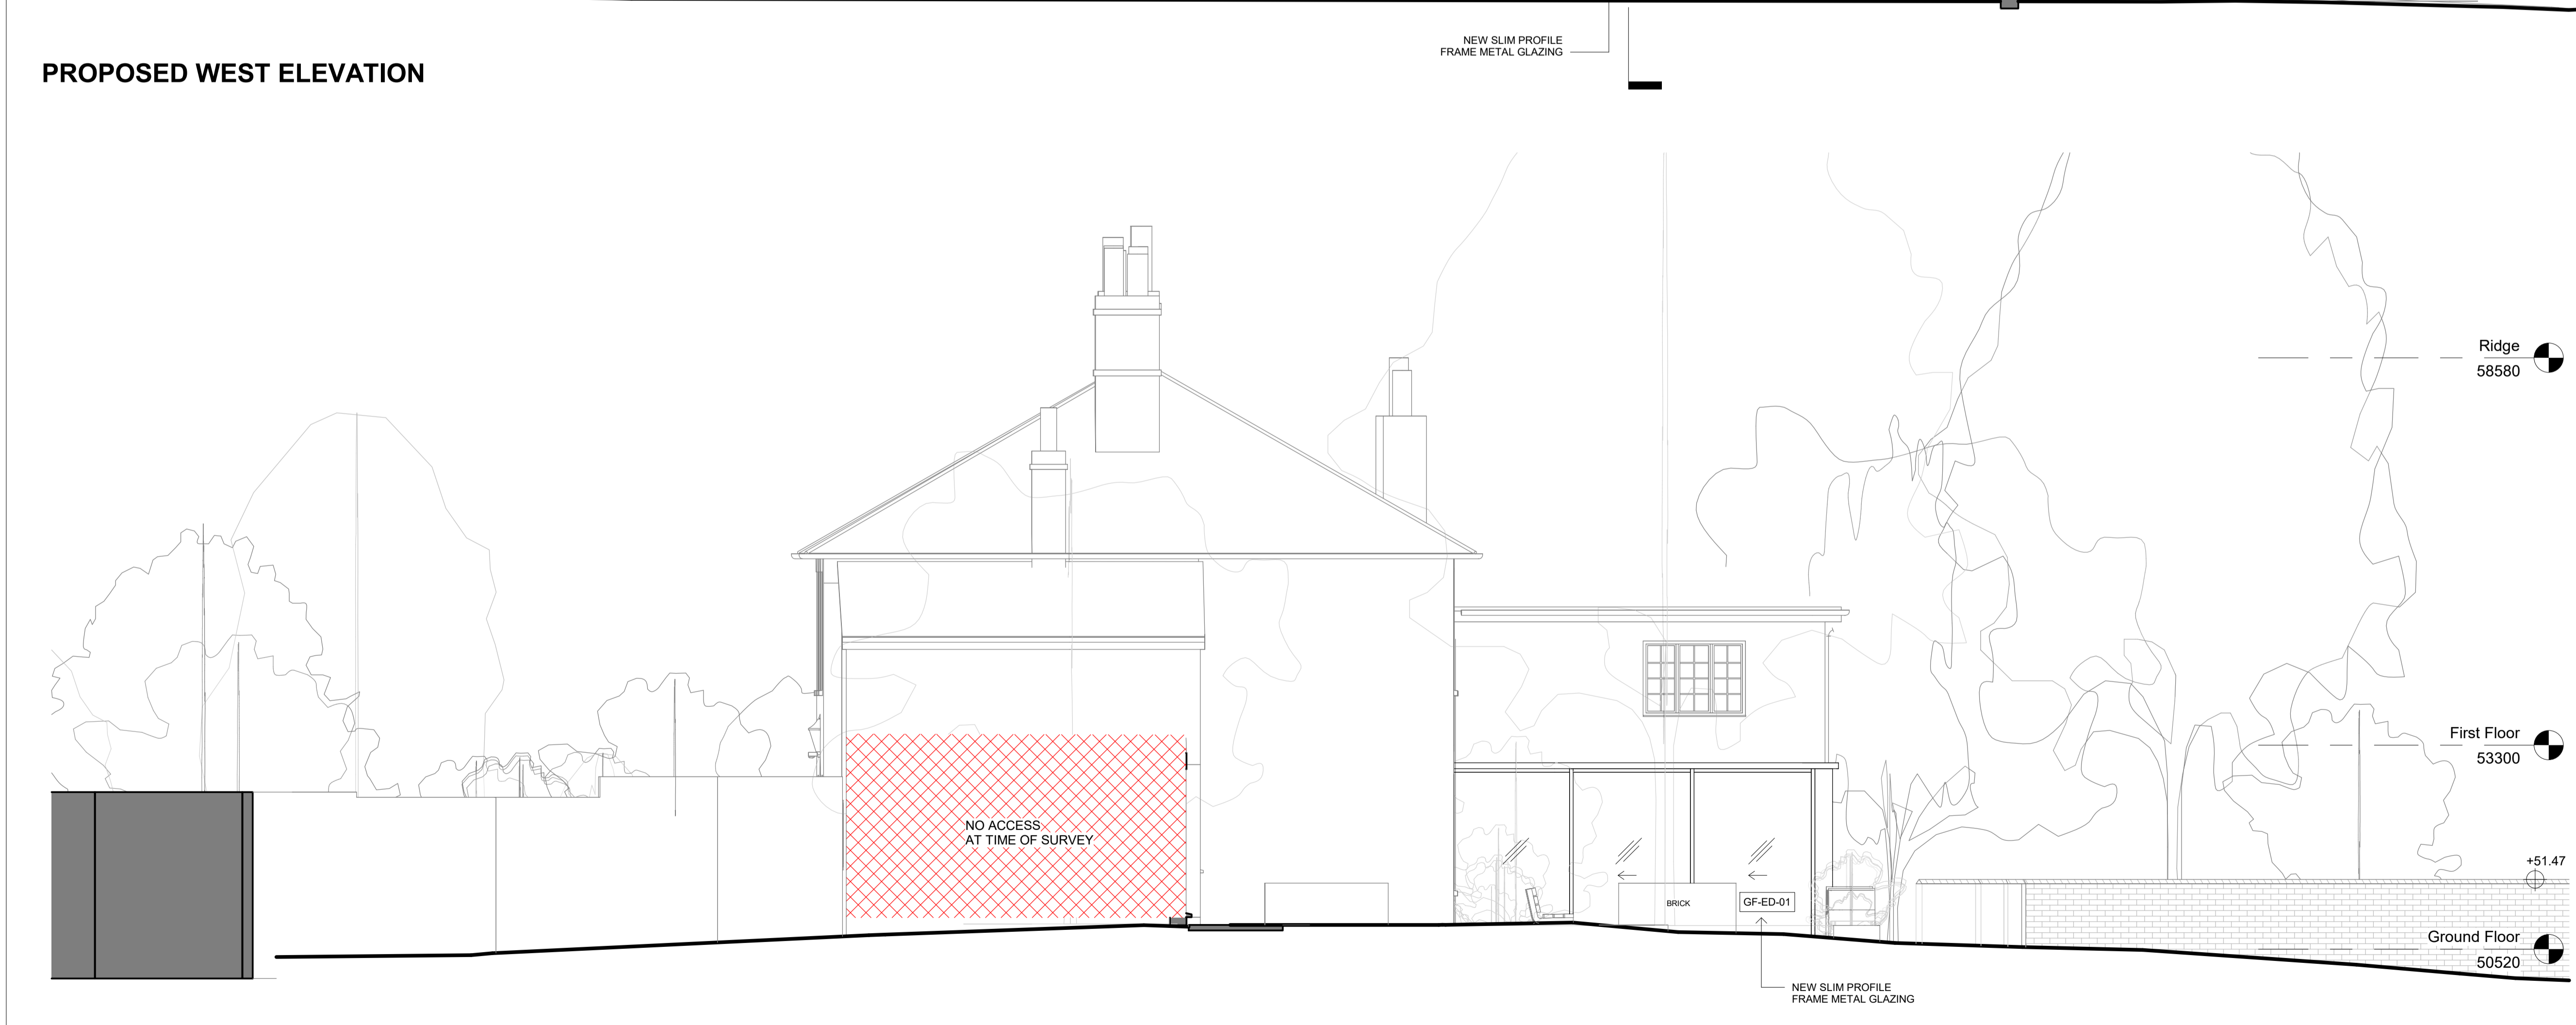 NEW SLIM PROFILE
FRAME METAL GLAZING
PROPOSED WEST ELEVATION
Ridge
58580
First Floor
53300
NO ACCESS
AT TIME OF SURVEY
+51.47
BRICK
GF-ED-01
Ground Floor
50520
NEW SLIM PROFILE
FRAME METAL GLAZING